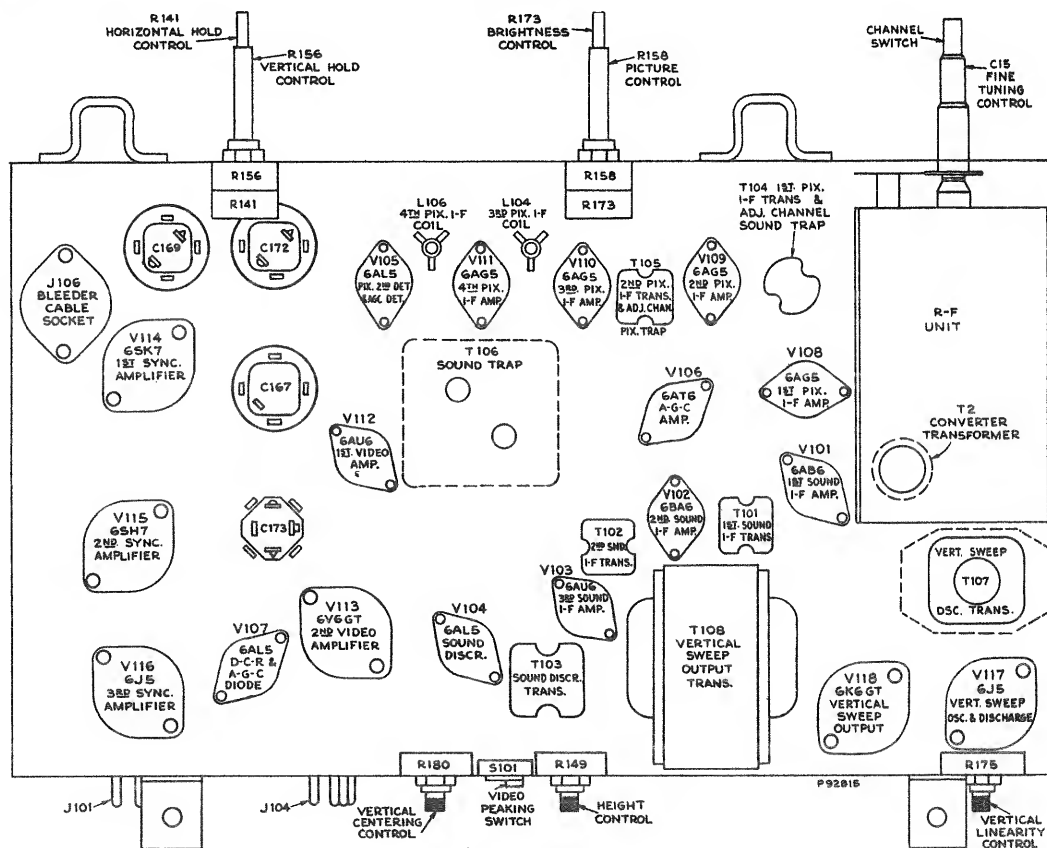 R141
HORIZONTAL HOLD
CONTROL
R156
VERTICAL HOLD
CONTROL
R173
BRIGHTNESS
CONTROL
R158
PICTURE
CONTROL
CHANNEL
SWITCH
C15
FINE
TUNING
CONTROL
R156
R141
R158
R173
C169
C172
L106
4TH PIX. I-F
COIL
L104
3RD PIX. I-F
COIL
T104 1ST. PIX.
I-F TRANS &
ADJ. CHANNEL
SOUND TRAP
J106
BLEEDER
CABLE
SOCKET
V105
6AL5
PIX. 2ND DET.
& AGC DET.
V111
6AG5
4TH PIX.
I-F AMP.
V110
6AG5
3RD. PIX.
I-F AMP.
T105
2ND PIX.
I-F TRANS.
& ADJ. CHAN.
PIX. TRAP
V109
6AG5
2ND PIX.
I-F AMP.
R-F
UNIT
V114
6SK7
1ST SYNC.
AMPLIFIER
C167
T106
SOUND TRAP
V106
6AT6
A-G-C
AMP.
V108
6AG5
1ST PIX.
I-F AMP.
T2
CONVERTER
TRANSFORMER
V112
6AU6
1ST. VIDEO
AMP.
V101
6AB6
1ST SOUND
I-F AMP.
V115
6SH7
2ND. SYNC.
AMPLIFIER
C173
V102
6BA6
2ND SOUND
I-F AMP.
T101
1ST. SOUND
I-F TRANS
T102
2ND SND.
I-F TRANS.
VERT. SWEEP
T107
OSC. TRANS.
V103
6AU6
3RD SOUND
I-F AMP.
V113
6V6GT
2ND VIDEO
AMPLIFIER
V104
6AL5
SOUND
DISCR.
V107
6AL5
D-C-R &
A-G-C
DIODE
T108
VERTICAL
SWEEP
OUTPUT
TRANS.
V116
6J5
3RD SYNC.
AMPLIFIER
T103
SOUND DISCR.
TRANS.
V118
6K6GT
VERTICAL
SWEEP
OUTPUT
V117
6J5
VERT. SWEEP
OSC. & DISCHARGE
R180
S101
R149
R175
P92815
J101
J104
VERTICAL
CENTERING
CONTROL
VIDEO
PEAKING
SWITCH
HEIGHT
CONTROL
VERTICAL
LINEARITY
CONTROL